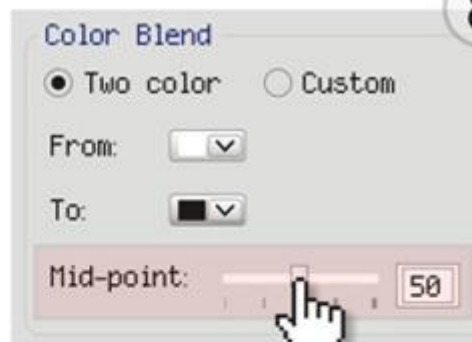 Color Blend
Two color Custom
From:
To:
Mid-point: 50